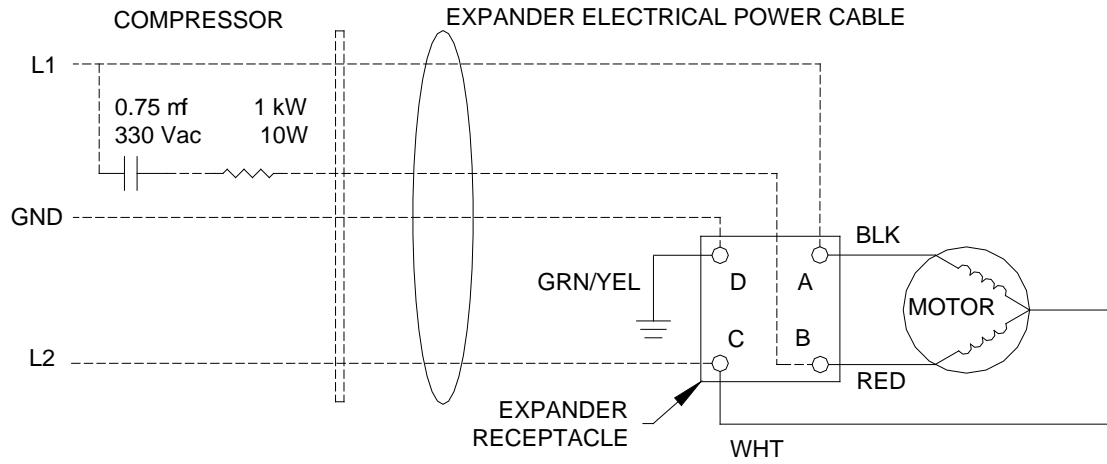 COMPRESSOR
EXPANDER ELECTRICAL POWER CABLE
L1
0.75 mf
1 kW
330 Vac
10W
GND
BLK
GRN/YEL
D
A
MOTOR
C
B
L2
RED
EXPANDER
RECEPTACLE
WHT